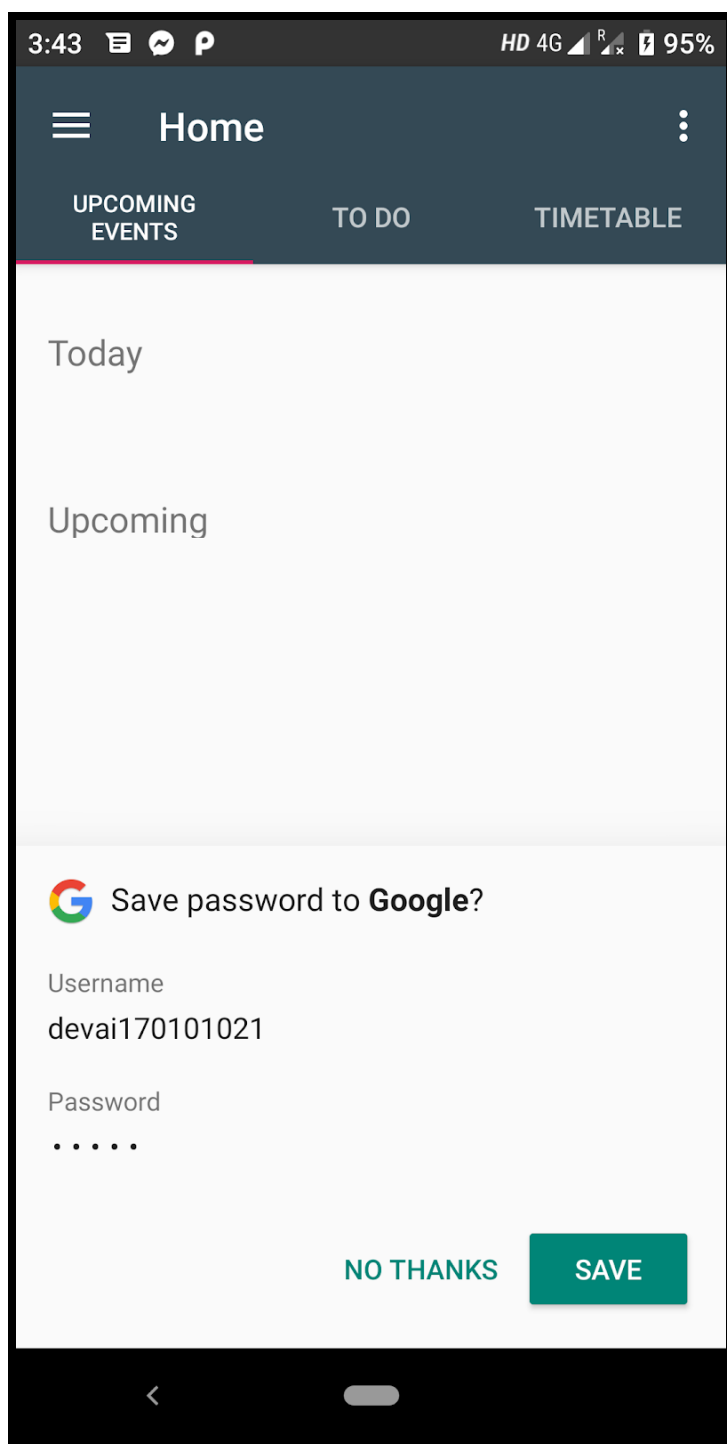 3:43 HD 4G R 95%
Home
UPCOMING
EVENTS
TO DO
TIMETABLE
Today
Upcoming
Save password to Google?
Username
devai170101021
Password
•••••
NO THANKS
SAVE